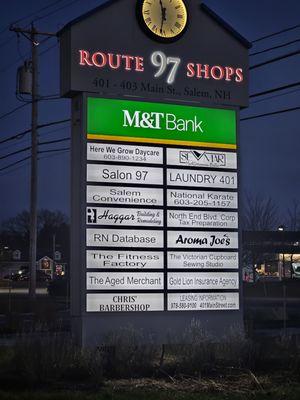 ROUTE 97 SHOPS
401 - 403 Main St., Salem, NH
M&T Bank
Here We Grow Daycare
603-890-1234
SUMAR
Salon 97
LAUNDRY 401
Salem
Convenience
National Karate
603-205-1157
Haggar Building &
Remodeling
North End Blvd. Corp
Tax Preparation
RN Database
Aroma Joe's
The Fitness
Factory
The Victorian Cupboard
Sewing Studio
The Aged Merchant
Gold Lion Insurance Agency
CHRIS'
BARBERSHOP
LEASING INFORMATION
401MainStreet.com